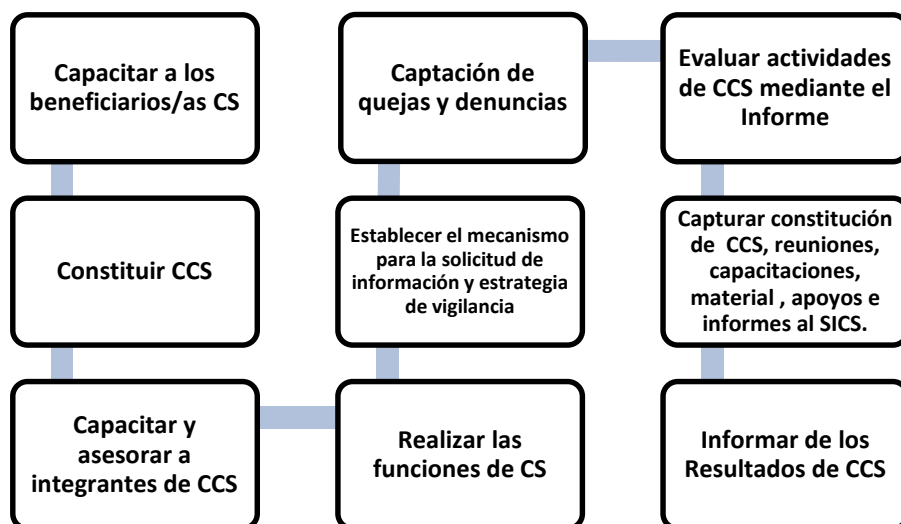 Capacitar a los
beneficiarios/as CS
Constituir CCS
Capacitar y
asesorar a
integrantes de CCS
Realizar las
funciones de CS
Establecer el mecanismo
para la solicitud de
información y estrategia
de vigilancia
Captación de
quejas y denuncias
Evaluar actividades
de CCS mediante el
Informe
Capturar constitución
de CCS, reuniones,
capacitaciones,
material , apoyos e
informes al SICS.
Informar de los
Resultados de CCS